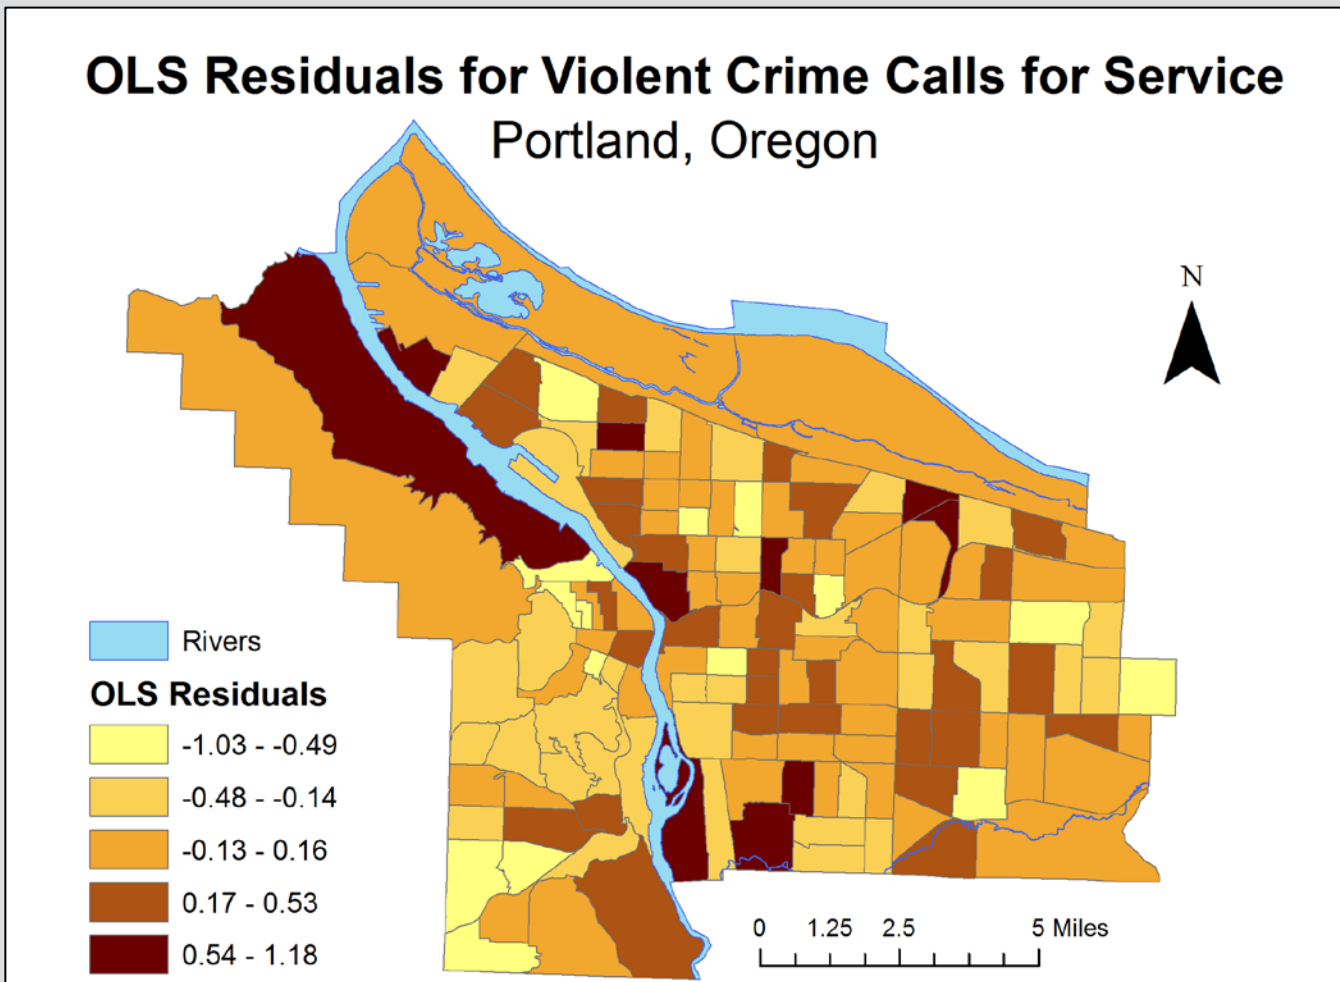 OLS Residuals for Violent Crime Calls for Service
Portland, Oregon
N
Rivers
OLS Residuals
-1.03 - -0.49
-0.48 - -0.14
-0.13 - 0.16
0.17 - 0.53
0.54 - 1.18
0 1.25 2.5 5 Miles